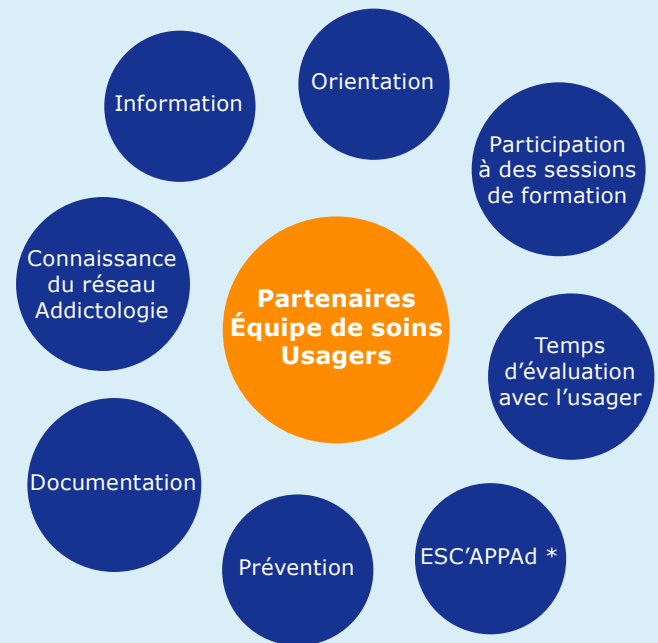 Information
Orientation
Participation
à des sessions
de formation
Connaissance
du réseau
Addictologie
Partenaires
Équipe de soins
Usagers
Temps
d’évaluation
avec l’usager
Documentation
Prévention
ESC’APPAd *